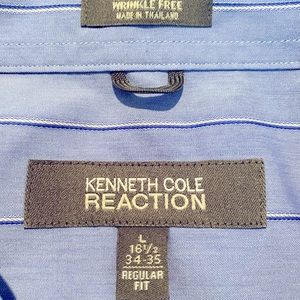 WRINKLE FREE
MADE IN THAILAND
KENNETH COLE
REACTION
L
16½
34-35
REGULAR
FIT